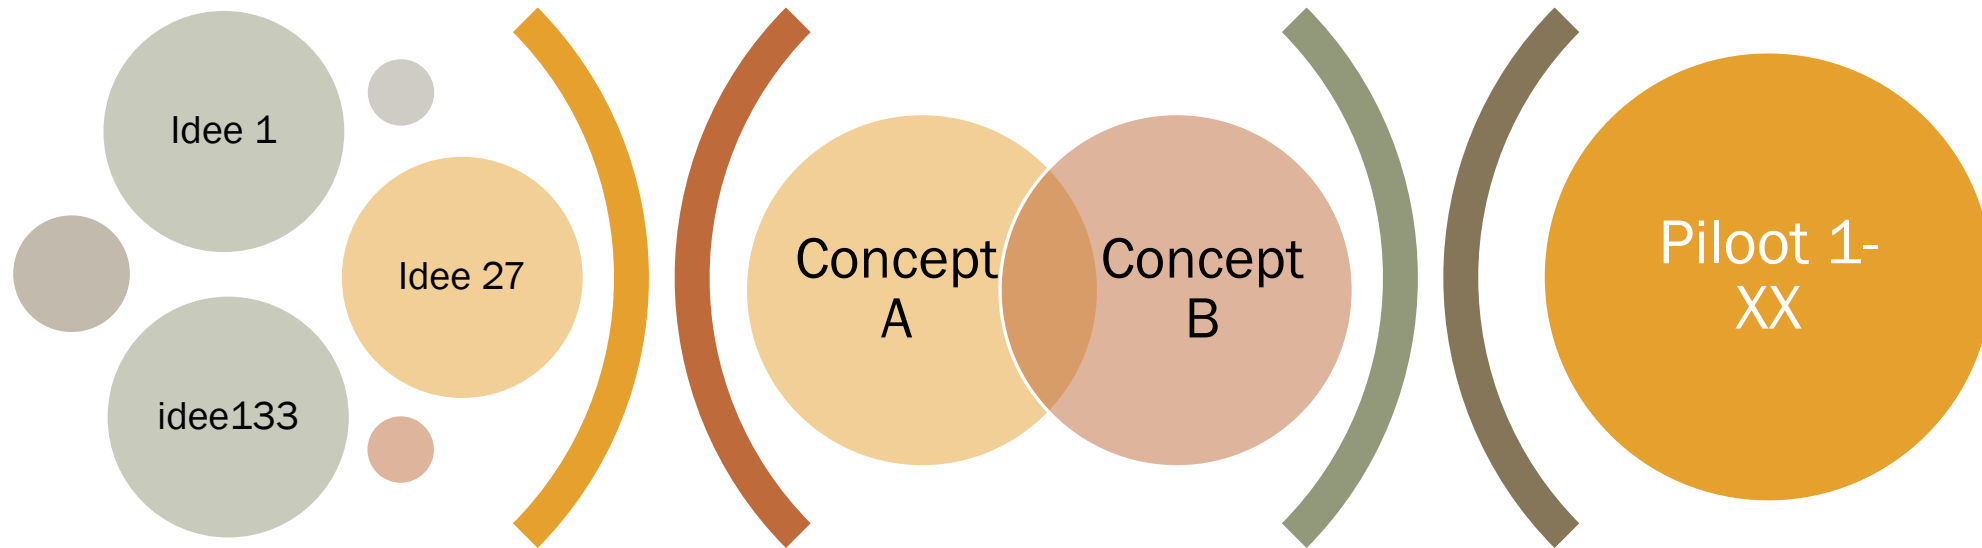 Idee 1
Idee 27
idee133
Concept
A
Concept
B
Piloot 1-
XX